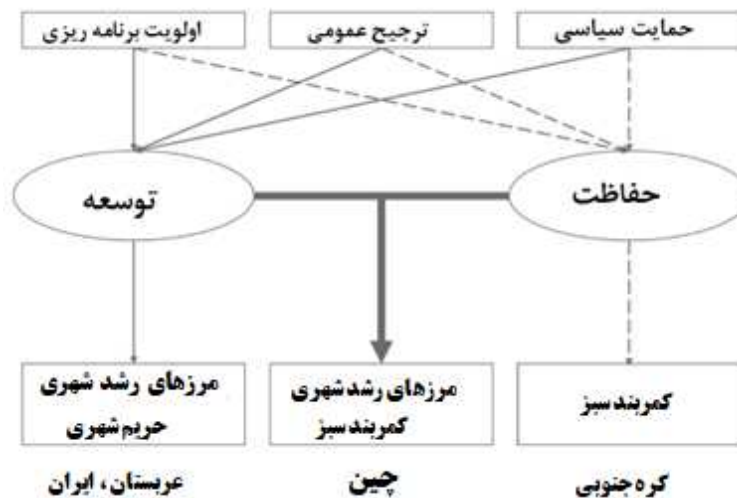 حمایت سیاسی
ترجیح عمومی
اولویت برنامه ریزی
حفاظت
توسعه
کمربند سبز
مرزهای رشد شهری
کمربند سبز
مرزهای رشد شهری
حریم شهری
کره جنوبی
چین
عربستان، ایران